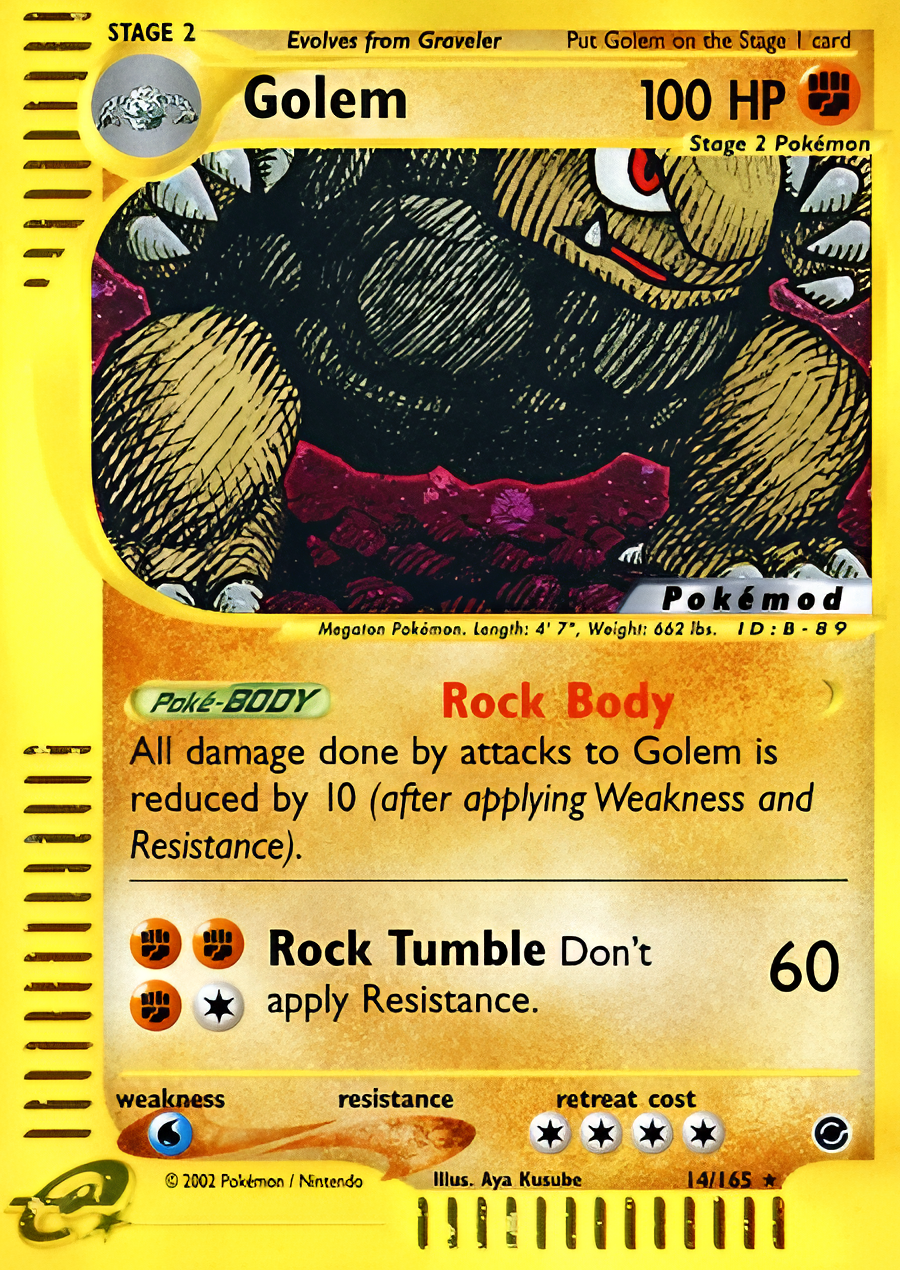 STAGE 2
Evolves from Graveler
Put Golem on the Stage 1 card
Golem
100 HP
Stage 2 Pokémon
Pokémod
Megaton Pokémon. Length: 4' 7", Weight: 662 lbs. ID:B-89
Poké-BODY Rock Body
All damage done by attacks to Golem is
reduced by 10 (after applying Weakness and
Resistance).
Rock Tumble Don't 60
apply Resistance.
weakness resistance retreat cost
© 2002 Pokémon / Nintendo Illus. Aya Kusube 14/165 ★